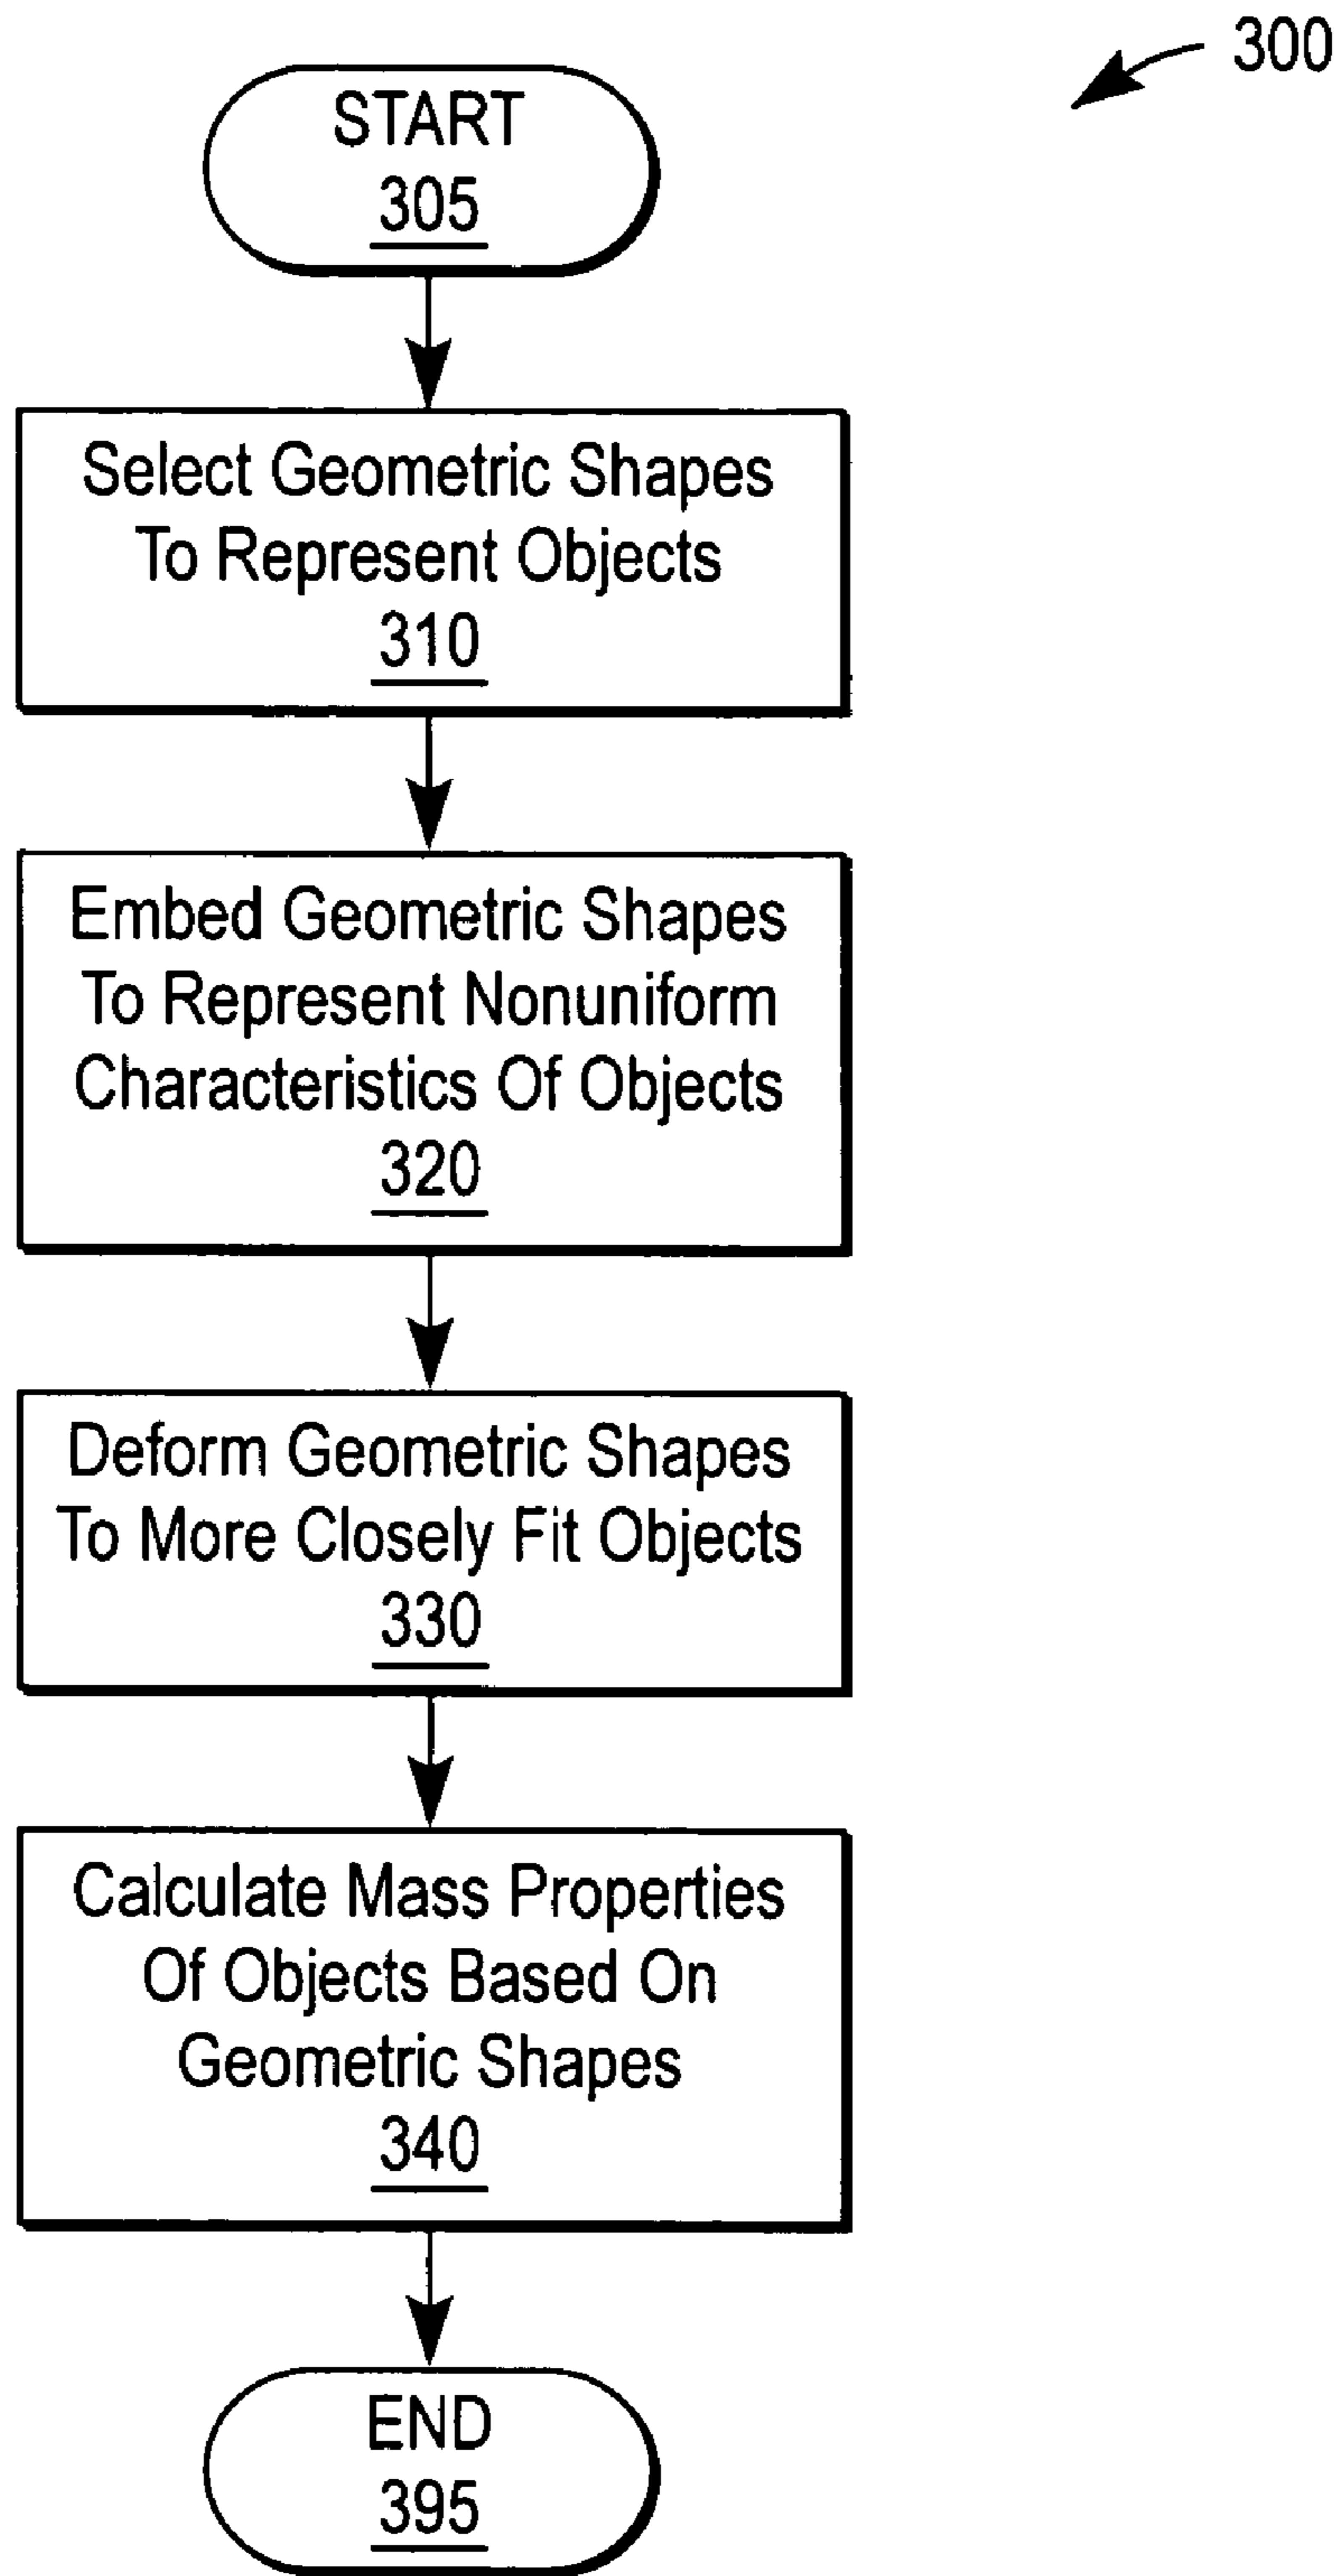 300
START
305
Select Geometric Shapes
To Represent Objects
310
Embed Geometric Shapes
To Represent Nonuniform
Characteristics Of Objects
320
Deform Geometric Shapes
To More Closely Fit Objects
330
Calculate Mass Properties
Of Objects Based On
Geometric Shapes
340
END
395